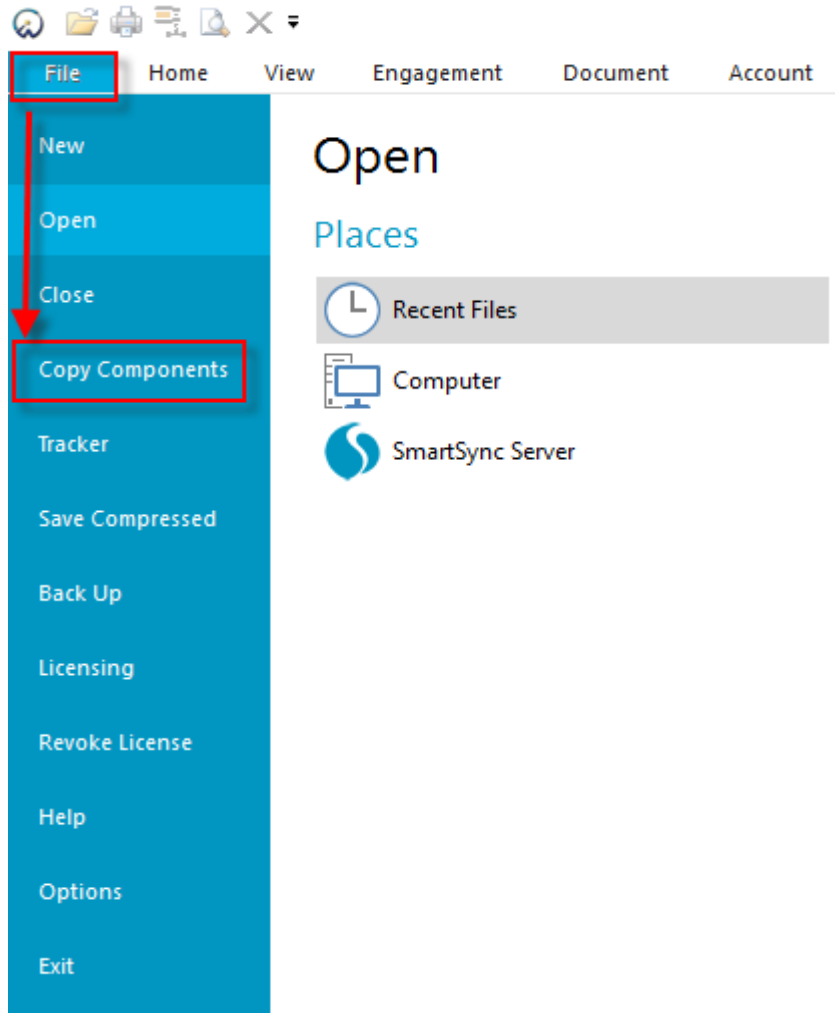 File Home View Engagement Document Account
New
Open
Close
Copy Components
Tracker
Save Compressed
Back Up
Licensing
Revoke License
Help
Options
Exit
Open
Places
Recent Files
Computer
SmartSync Server